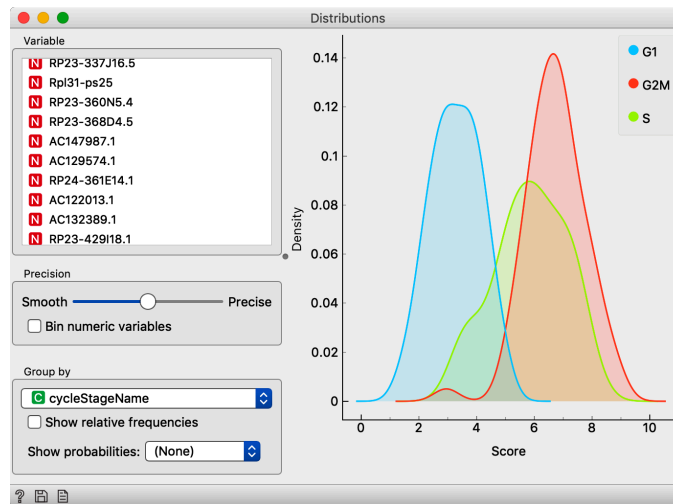 Distributions
Variable
N RP23-337J16.5
N Rpl31-ps25
N RP23-360N5.4
N RP23-368D4.5
N AC147987.1
N AC129574.1
N RP24-361E14.1
N AC122013.1
N AC132389.1
N RP23-429I18.1
Precision
Smooth Precise
Bin numeric variables
Group by
C cycleStageName
Show relative frequencies
Show probabilities: (None)
?
Density
0.14
0.12
0.1
0.08
0.06
0.04
0.02
0
0 2 4 6 8 10
Score
G1
G2M
S